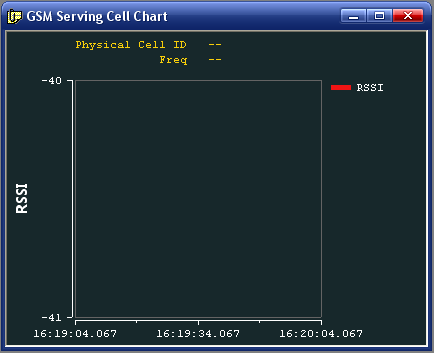 GSM Serving Cell Chart
Physical Cell ID --
Freq --
-40
RSSI
RSSI
-41
16:19:04.067 16:19:34.067 16:20:04.067